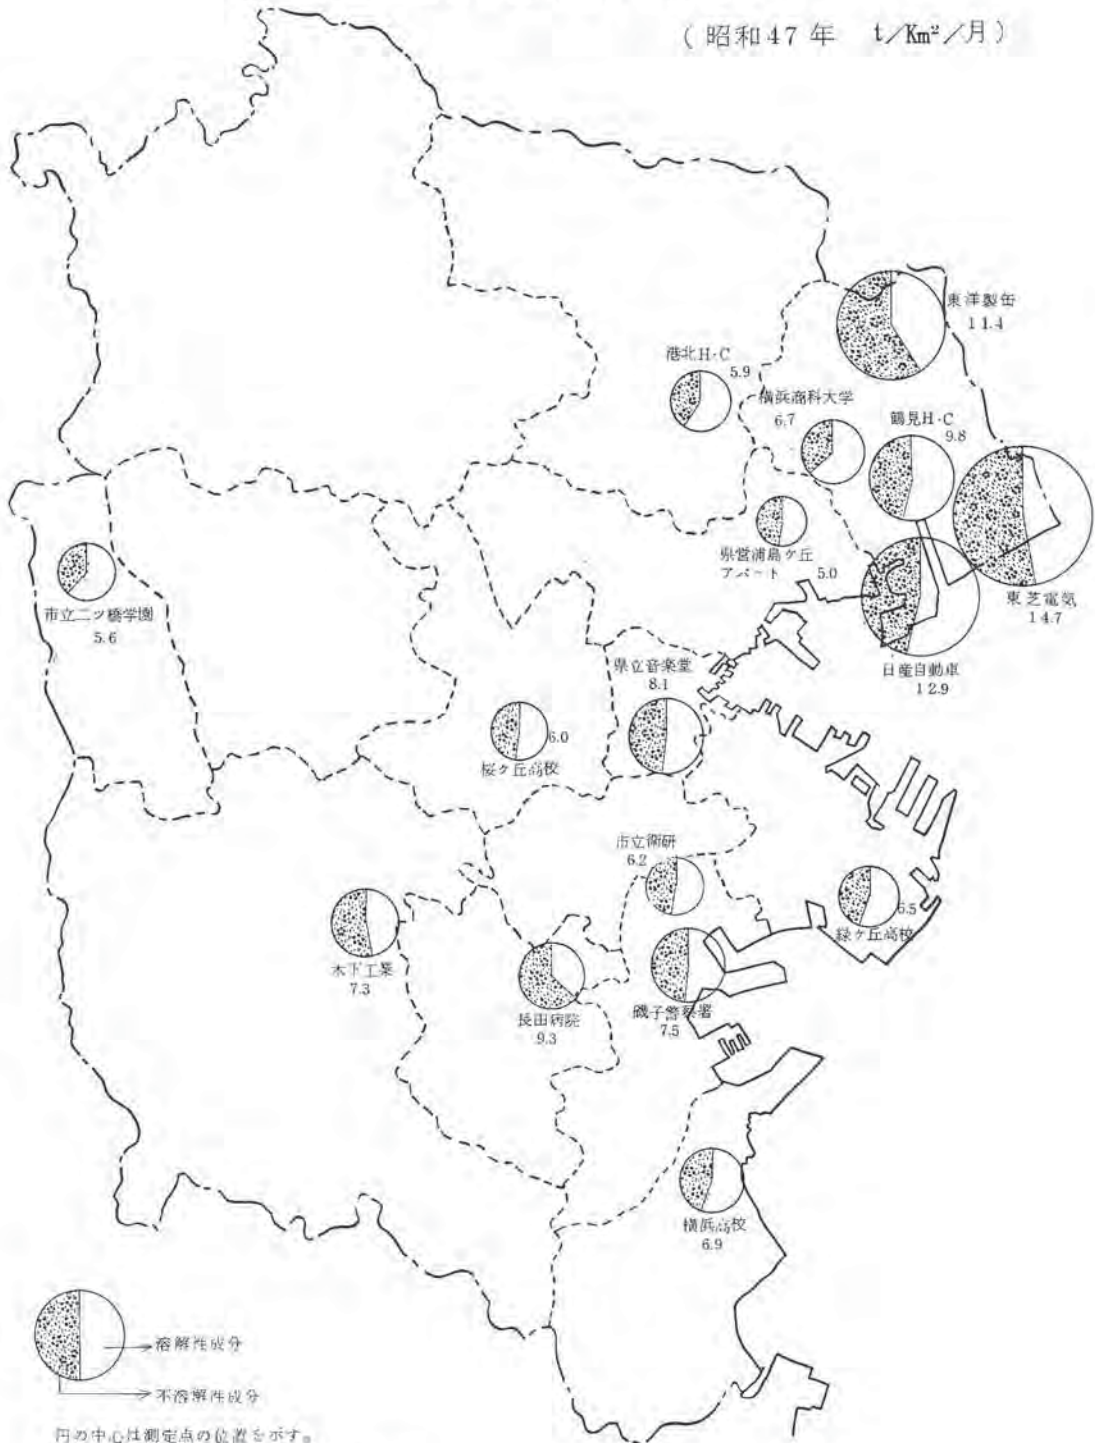 (昭和47年 t/Km²/月)
東洋製缶
11.4
港北H·C
5.9
横浜商科大学
6.7
鶴見H·C
9.8
県営浦島ケ丘
アパート 5.0
東芝電気
14.7
市立二ツ橋学園
5.6
日産自動車
12.9
県立音楽堂
8.1
6.0
桜ケ丘高校
市立衛研
6.2
緑ケ丘高校
木下工業
7.3
長田病院
9.3
磯子警察署
7.5
横浜高校
6.9
溶解性成分
不溶解性成分
円の中心は測定点の位置を示す。